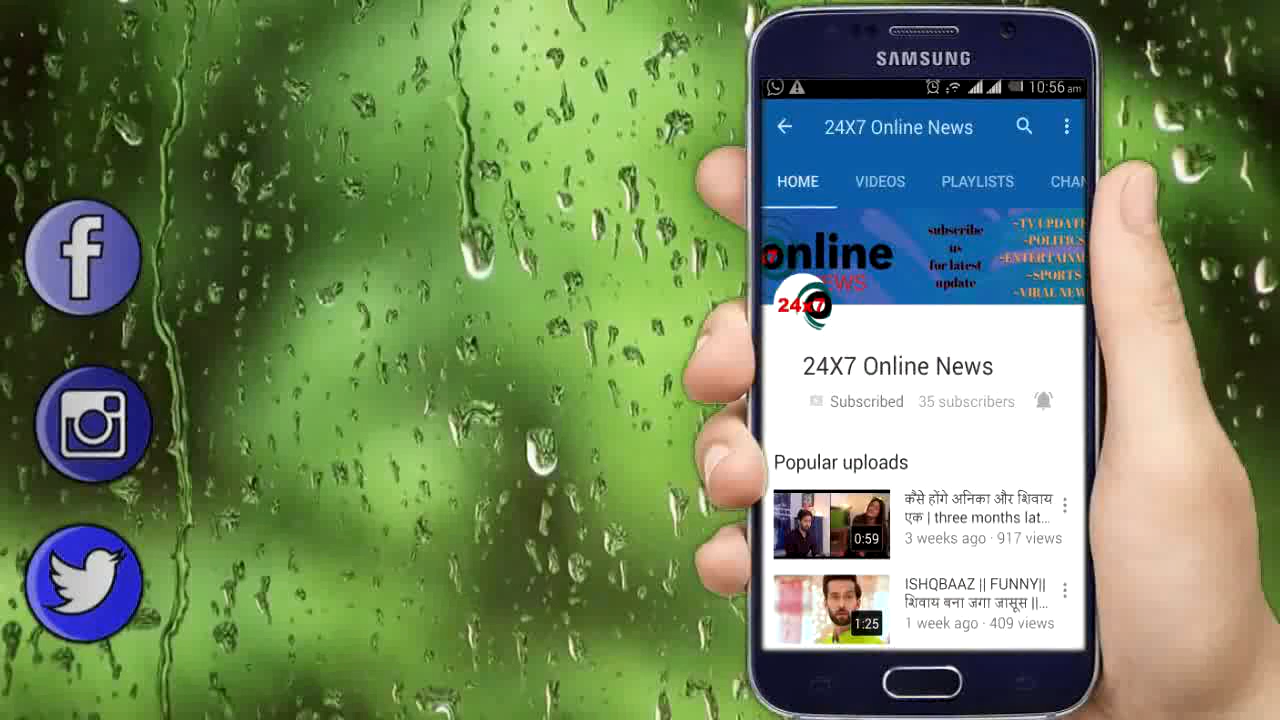 SAMSUNG
10:56 am
24X7 Online News
HOME VIDEOS PLAYLISTS CHAN
online
NEWS
subscribe
us
for latest
update
~TV UPDATE
~POLITICS
~ENTERTAINM
~SPORTS
~VIRAL NEW
24x7
24X7 Online News
Subscribed 35 subscribers
Popular uploads
कैसे होंगे अनिका और शिवाय
एक | three months lat...
3 weeks ago · 917 views
0:59
ISHQBAAZ || FUNNY||
शिवाय बना जगा जासूस ||...
1 week ago · 409 views
1:25